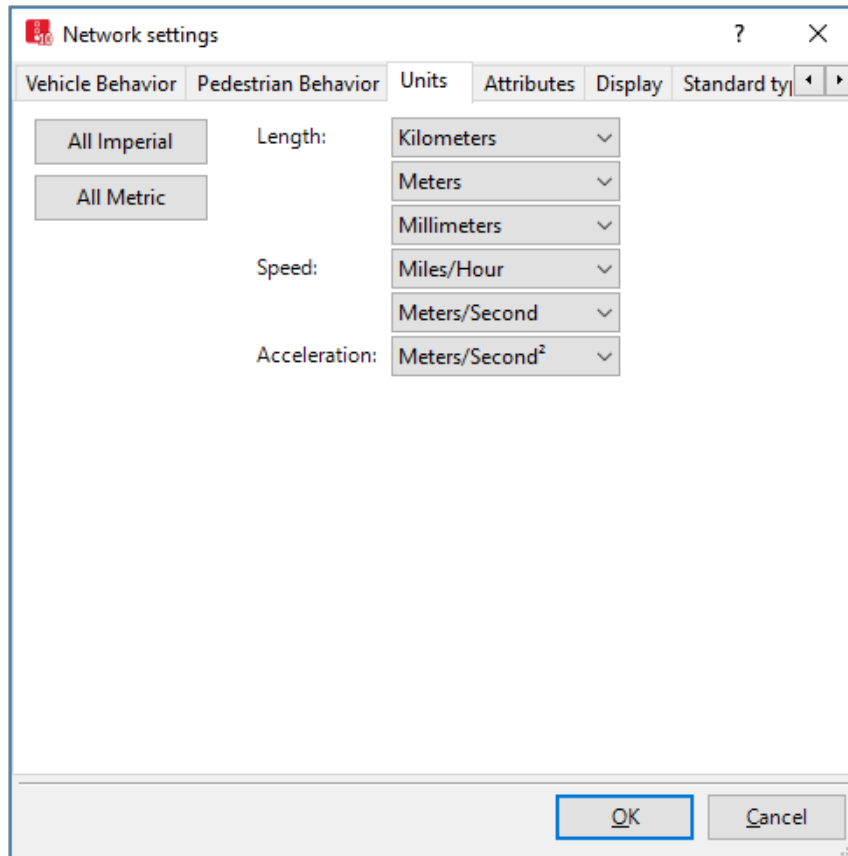 Network settings
Vehicle Behavior Pedestrian Behavior Units Attributes Display Standard
All Imperial Length: Kilometers
All Metric Meters
Millimeters
Speed: Miles/Hour
Meters/Second
Acceleration: Meters/Second²
OK Cancel